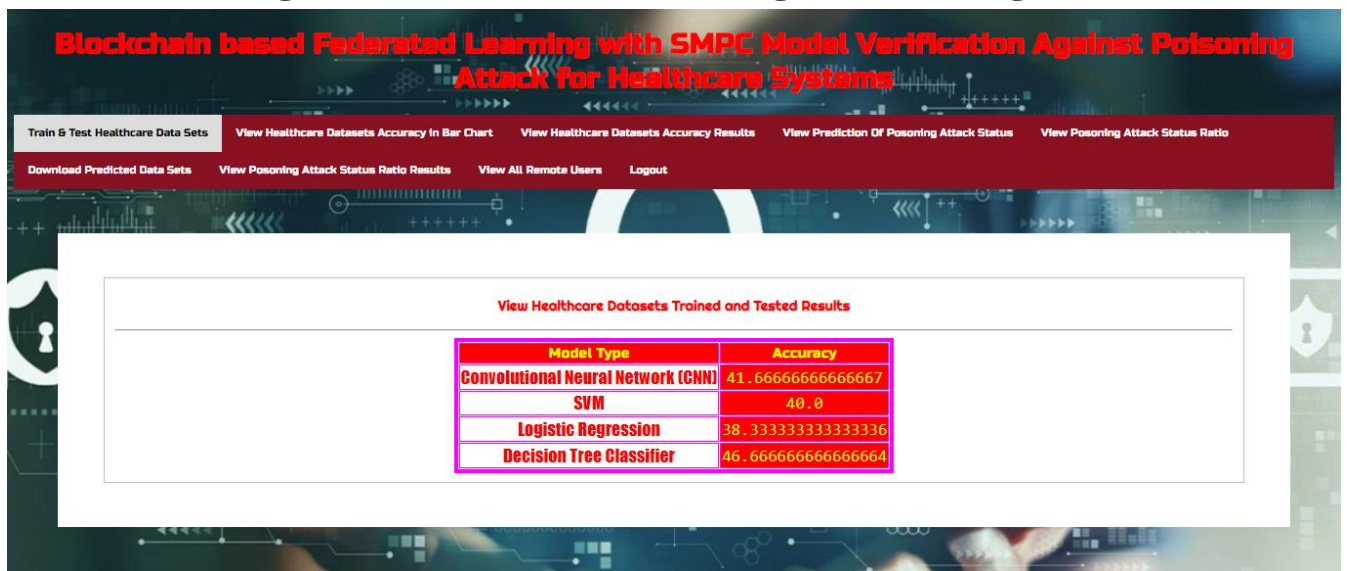 Blockchain based Federated Learning with SMPC Model Verification Against Poisoning
Attack for Healthcare Systems
Train & Test Healthcare Data Sets View Healthcare Datasets Accuracy in Bar Chart View Healthcare Datasets Accuracy Results View Prediction Of Posoning Attack Status View Posoning Attack Status Ratio
Download Predicted Data Sets View Posoning Attack Status Ratio Results View All Remote Users Logout
View Healthcare Datasets Trained and Tested Results
Model Type Accuracy
Convolutional Neural Network (CNN) 41.66666666666667
SVM 40.0
Logistic Regression 38.333333333333336
Decision Tree Classifier 46.666666666666664